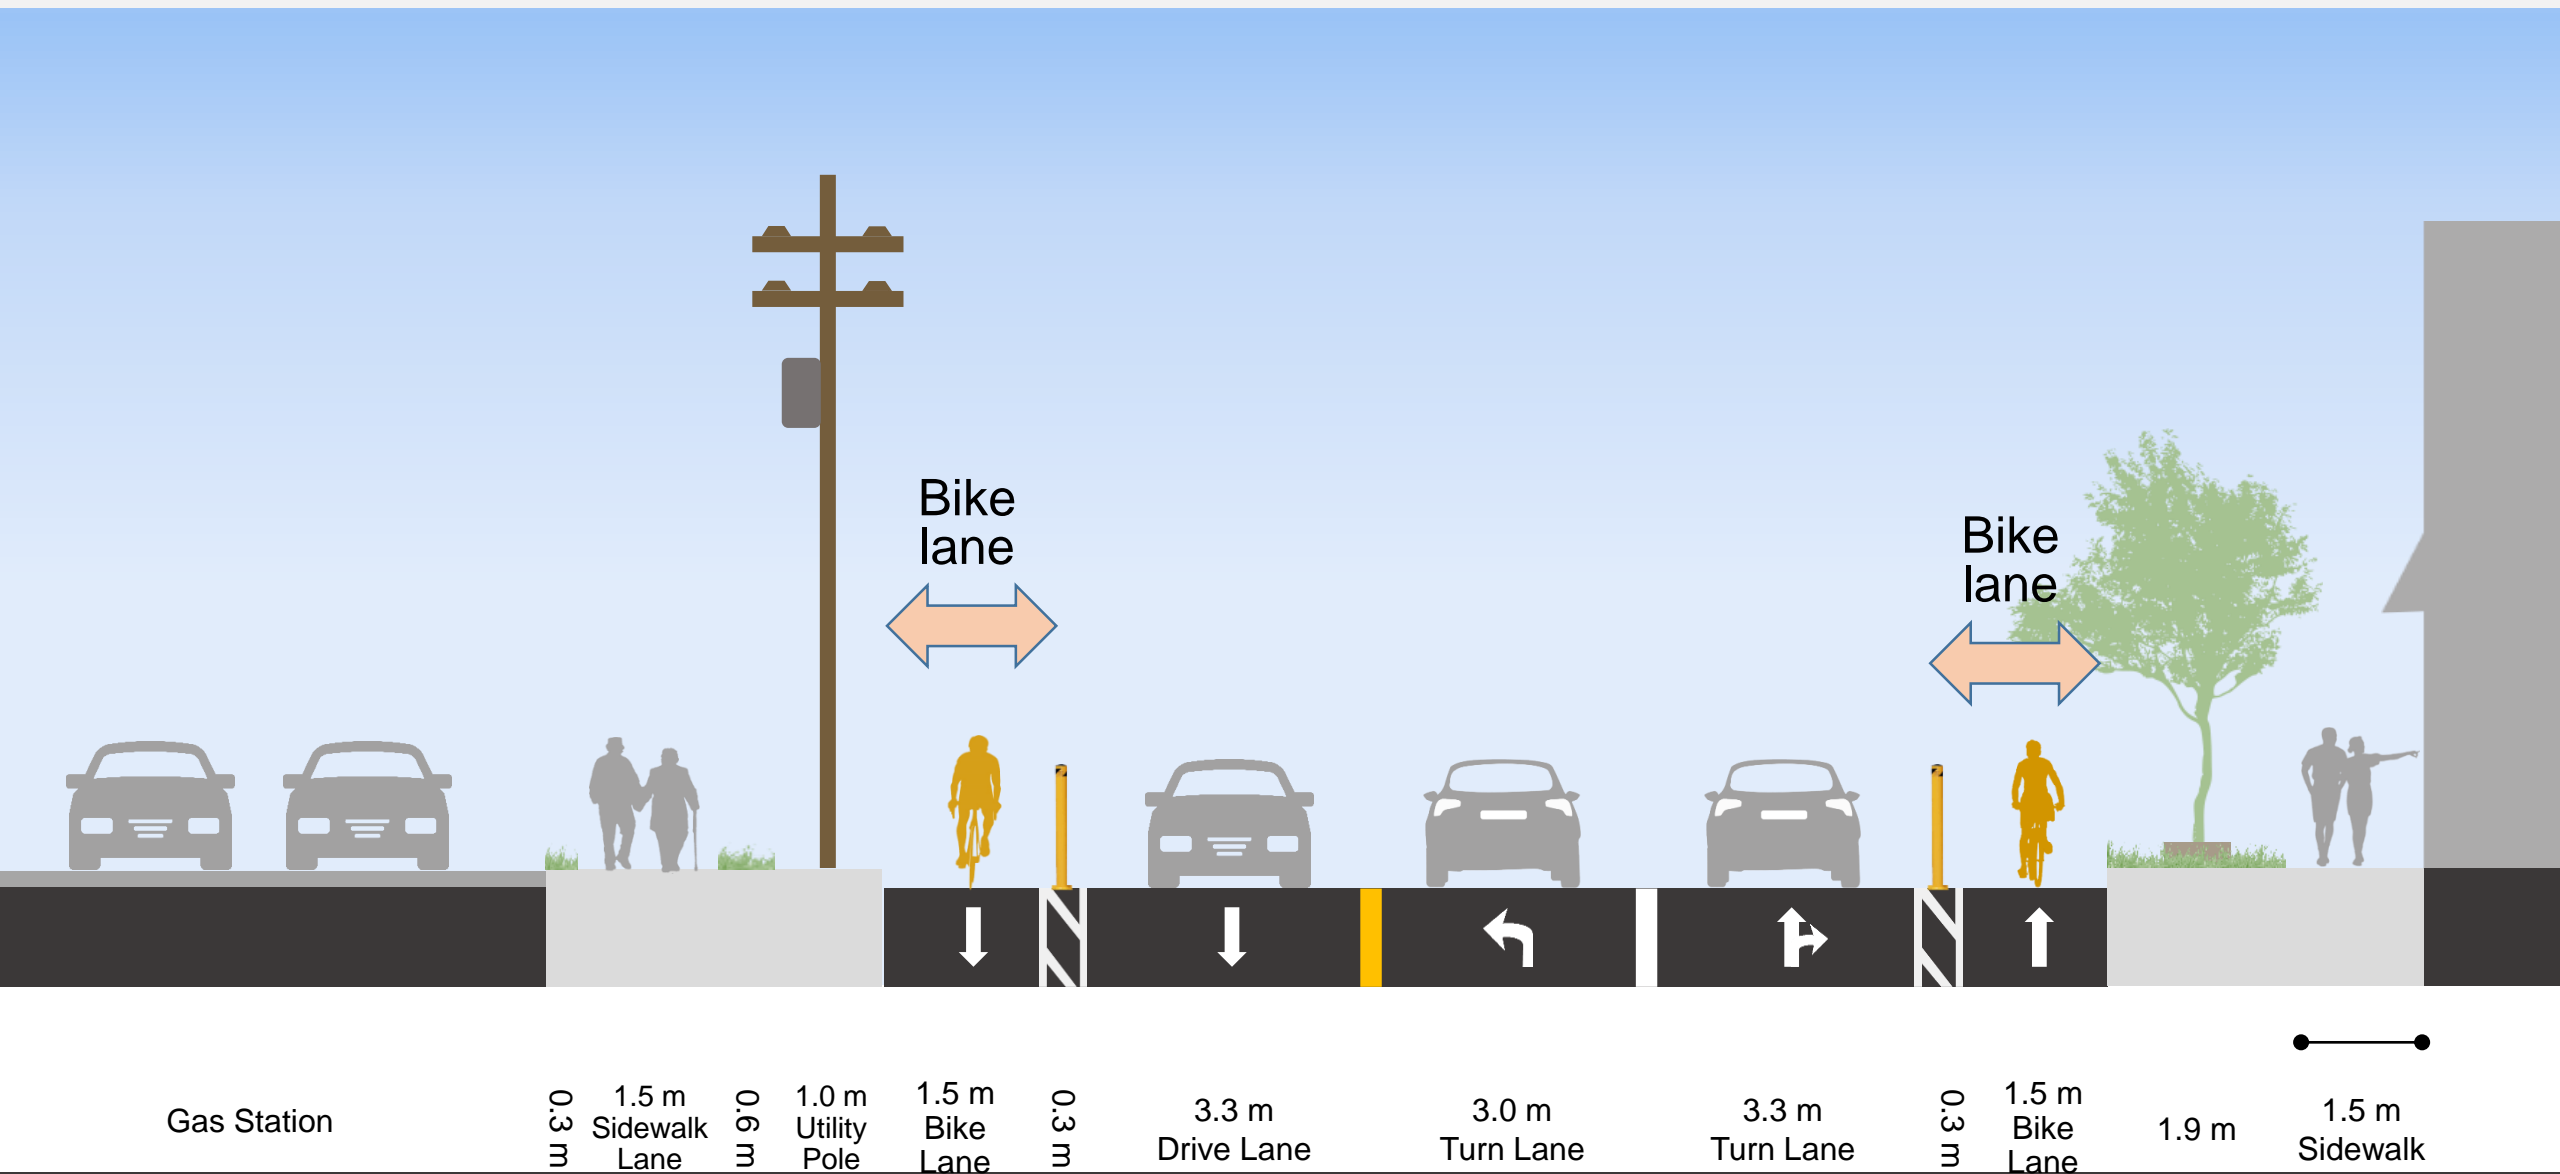 Bike
lane
Bike
lane
Gas Station
0.3 m
1.5 m
Sidewalk
Lane
0.6 m
1.0 m
Utility
Pole
1.5 m
Bike
Lane
0.3 m
3.3 m
Drive Lane
3.0 m
Turn Lane
3.3 m
Turn Lane
0.3 m
1.5 m
Bike
Lane
1.9 m
1.5 m
Sidewalk